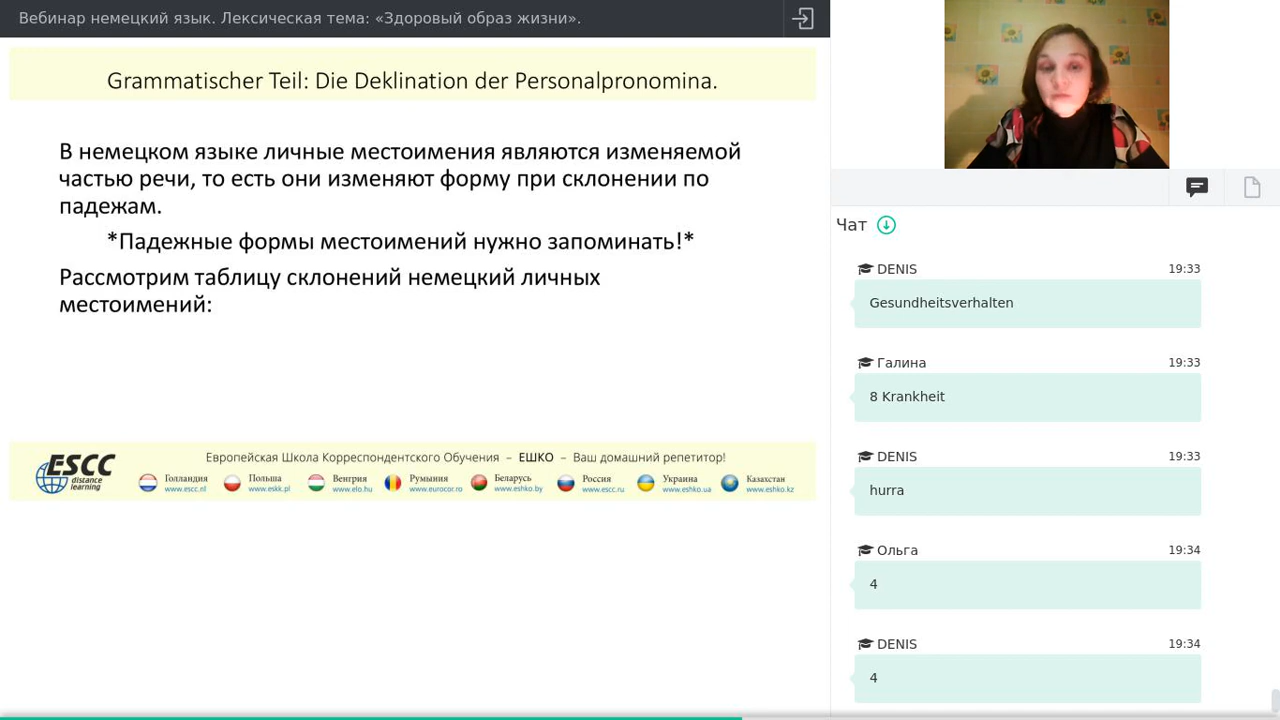 Вебинар немецкий язык. Лексическая тема: «Здоровый образ жизни».
Grammatischer Teil: Die Deklination der Personalpronomina.
В немецком языке личные местоимения являются изменяемой
частью речи, то есть они изменяют форму при склонении по
падежам.
*Падежные формы местоимений нужно запоминать!*
Рассмотрим таблицу склонений немецкий личных
местоимений:
ESCC
distance
learning
Европейская Школа Корреспондентского Обучения – ЕШКО – Ваш домашний репетитор!
Голландия Польша Венгрия Румыния Беларусь Россия Украина Казахстан
www.escc.nl www.eskk.pl www.elo.hu www.eurocor.ro www.eshko.by www.escc.ru www.eshko.ua www.eshko.kz
Чат
DENIS 19:33
Gesundheitsverhalten
Галина 19:33
8 Krankheit
DENIS 19:33
hurra
Ольга 19:34
4
DENIS 19:34
4